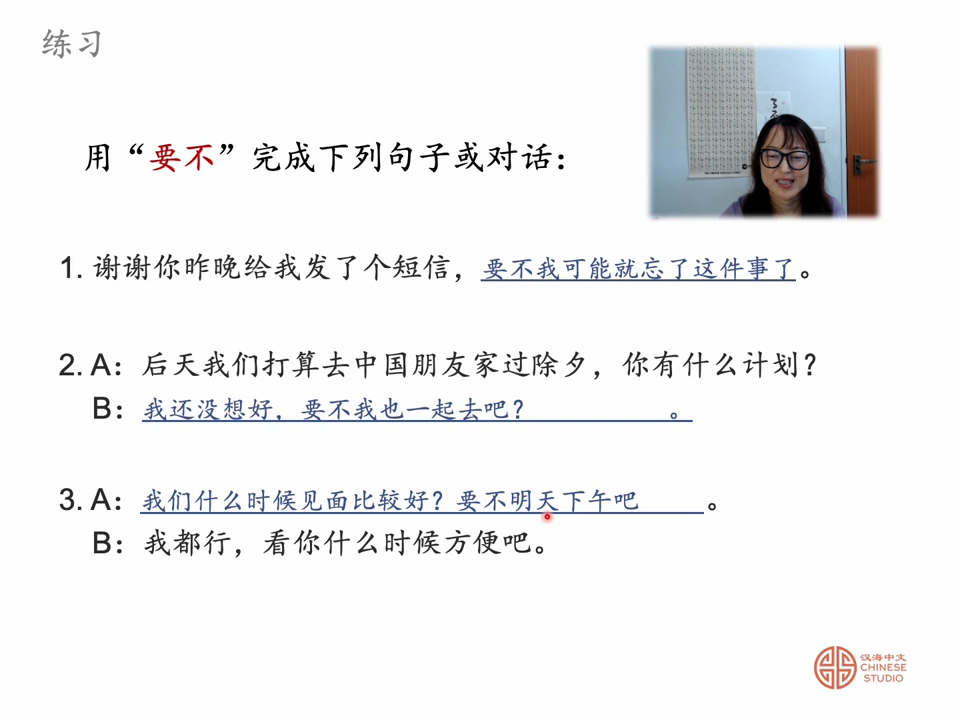 练习
用“要不”完成下列句子或对话：
1. 谢谢你昨晚给我发了个短信，要不我可能就忘了这件事了。
2. A：后天我们打算去中国朋友家过除夕，你有什么计划？
B：我还没想好，要不我也一起去吧？ 。
3. A：我们什么时候见面比较好？要不明天下午吧 。
B：我都行，看你什么时候方便吧。
汉海中文
CHINESE
STUDIO